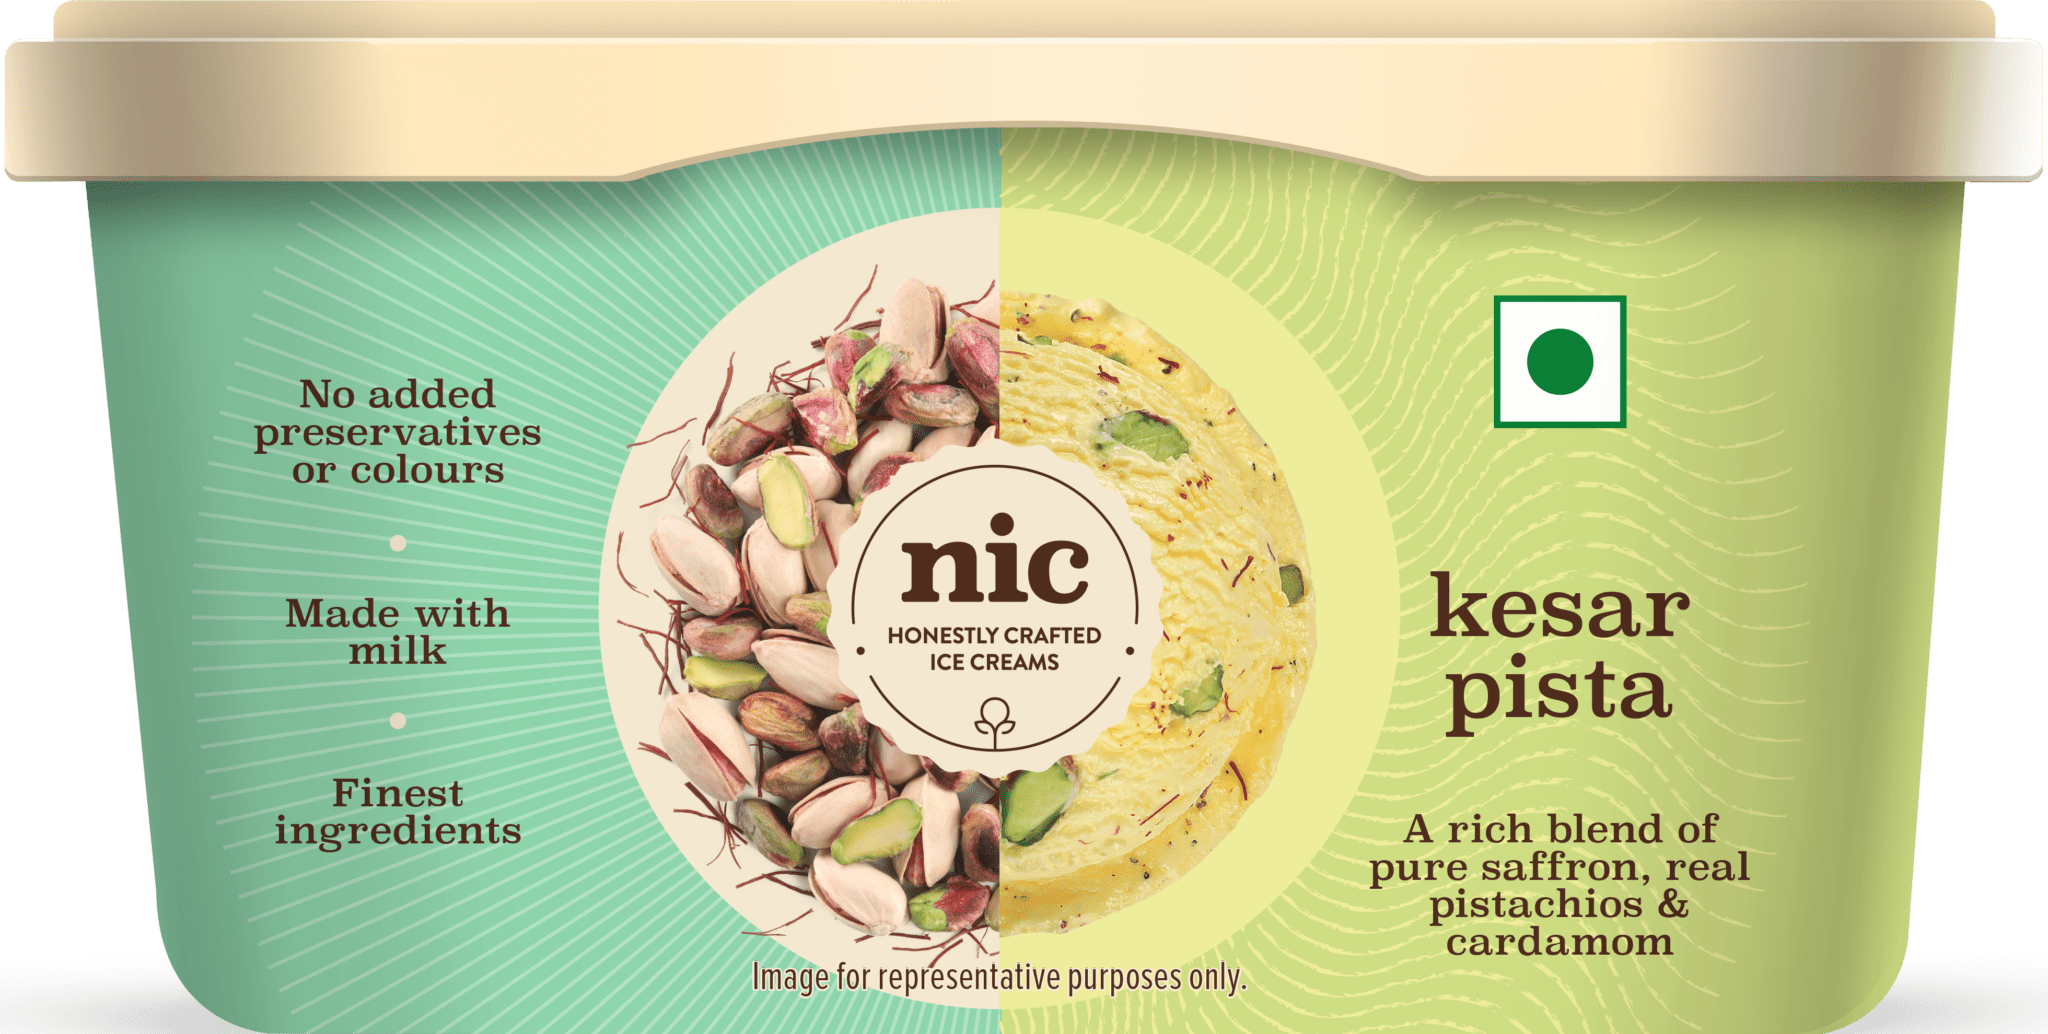 No added
preservatives
or colours
Made with
milk
Finest
ingredients
nic
HONESTLY CRAFTED
ICE CREAMS
kesar
pista
A rich blend of
pure saffron, real
pistachios &
cardamom
Image for representative purposes only.